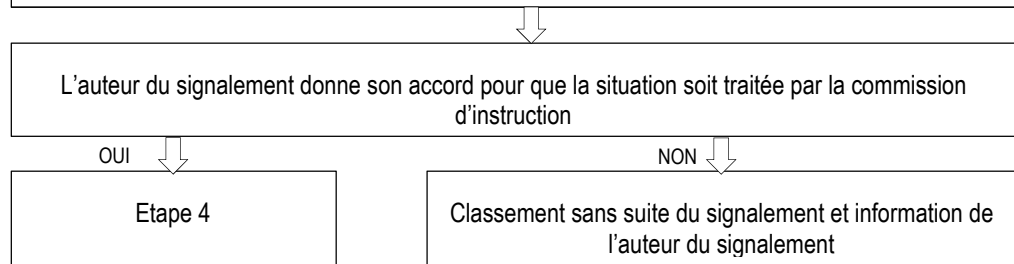 L’auteur du signalement donne son accord pour que la situation soit traitée par la commission
d’instruction
OUI
NON
Etape 4
Classement sans suite du signalement et information de
l’auteur du signalement